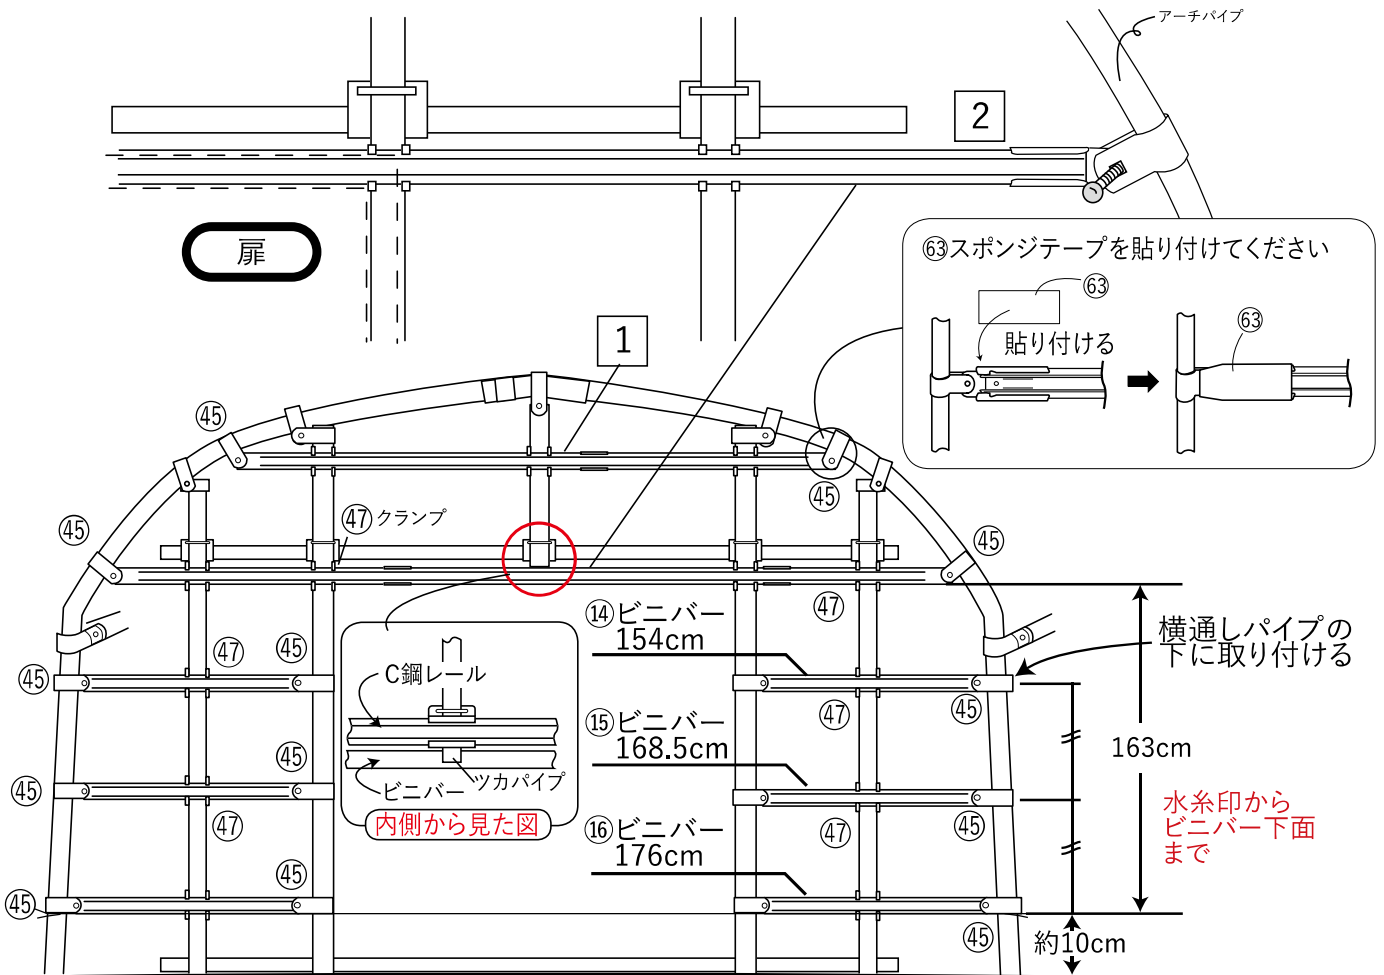 アーチパイプ
2
扉
㊿スポンジテープを貼り付けてください
63
63
貼り付ける
1
㊺
㊺
㊺
㊼クランプ
㊺
⑭ビニバー
154cm
㊼
横通しパイプの
下に取り付ける
㊼
㊺
㊺
C鋼レール
⑮ビニバー
168.5cm
㊼
㊺
163cm
㊺
㊺
ツカパイプ
ビニバー
内側から見た図
水糸印から
ビニバー下面
まで
㊼
⑯ビニバー
176cm
㊼
㊺
㊺
㊺
㊺
約10cm